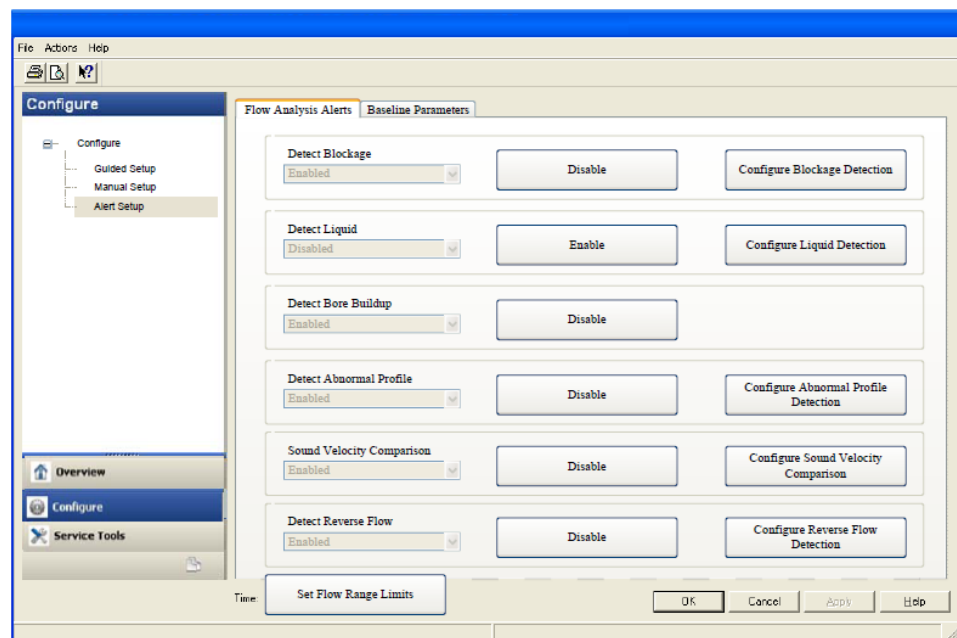 File Actions Help
Configure
Configure
Guided Setup
Manual Setup
Alert Setup
Overview
Configure
Service Tools
Flow Analysis Alerts Baseline Parameters
Detect Blockage
Enabled
Disable
Configure Blockage Detection
Detect Liquid
Disabled
Enable
Configure Liquid Detection
Detect Bore Buildup
Enabled
Disable
Detect Abnormal Profile
Enabled
Disable
Configure Abnormal Profile
Detection
Sound Velocity Comparison
Enabled
Disable
Configure Sound Velocity
Comparison
Detect Reverse Flow
Enabled
Disable
Configure Reverse Flow
Detection
Time:
Set Flow Range Limits
OK Cancel Apply Help